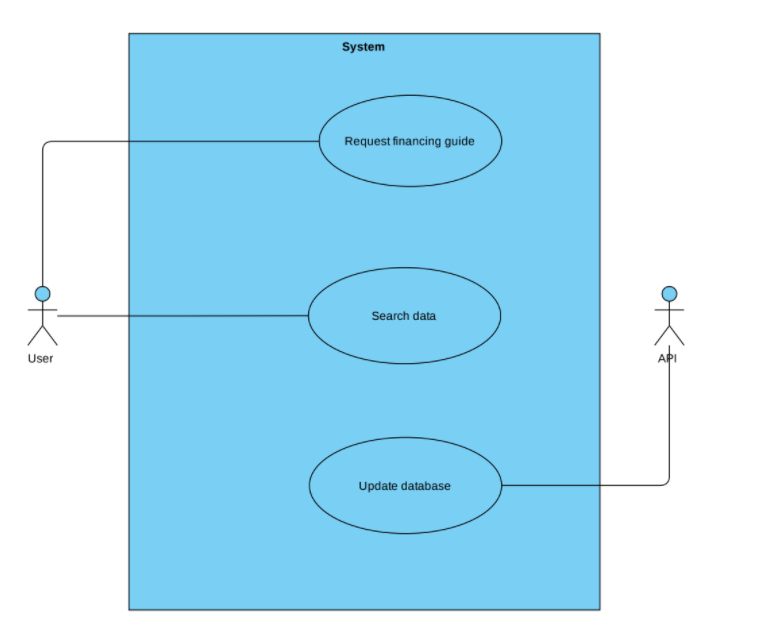 System
Request financing guide
Search data
User
API
Update database